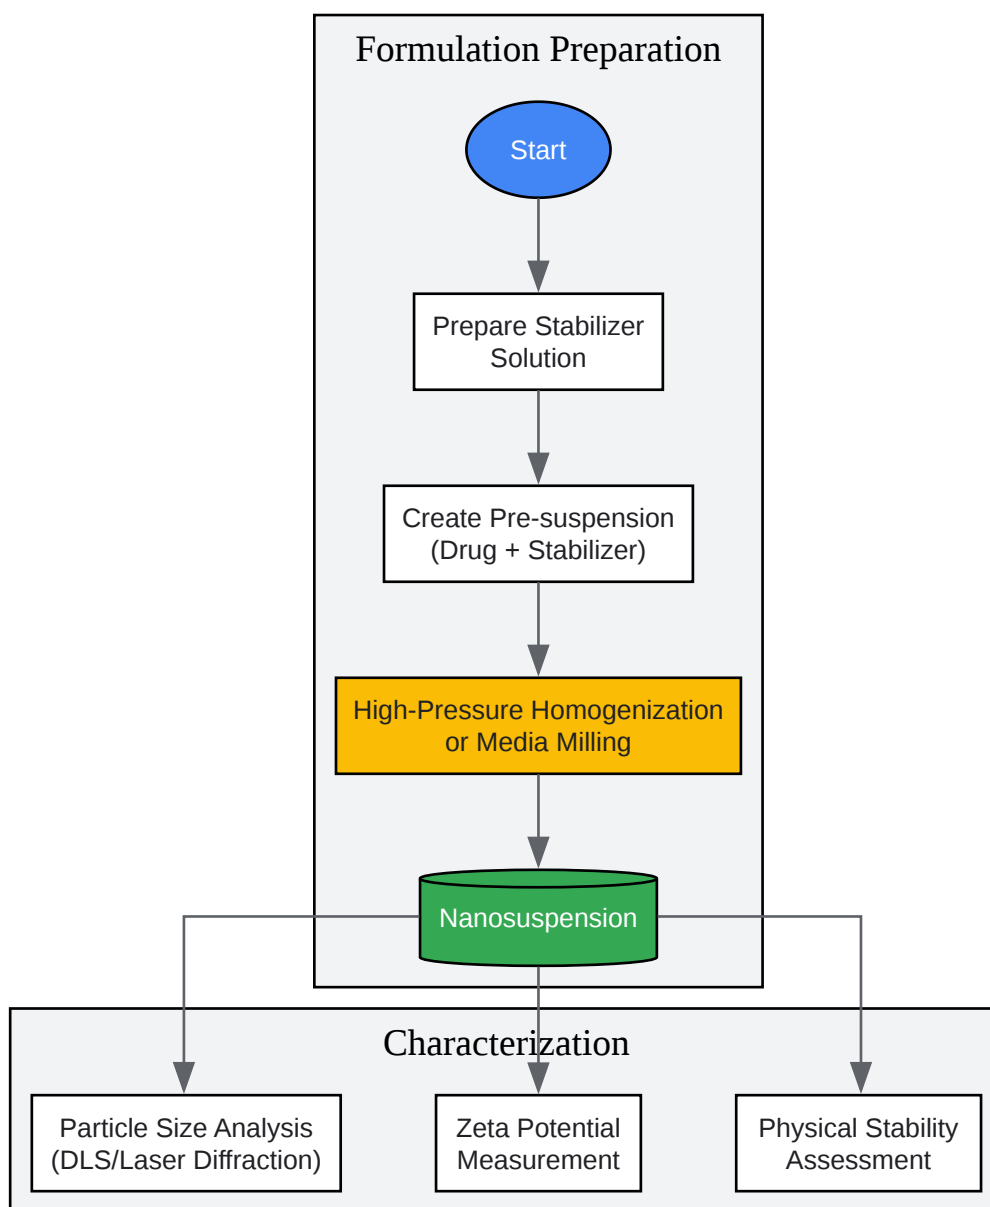 Formulation Preparation
Start
Prepare Stabilizer
Solution
Create Pre-suspension
(Drug + Stabilizer)
High-Pressure Homogenization
or Media Milling
Nanosuspension
Characterization
Particle Size Analysis
(DLS/Laser Diffraction)
Zeta Potential
Measurement
Physical Stability
Assessment